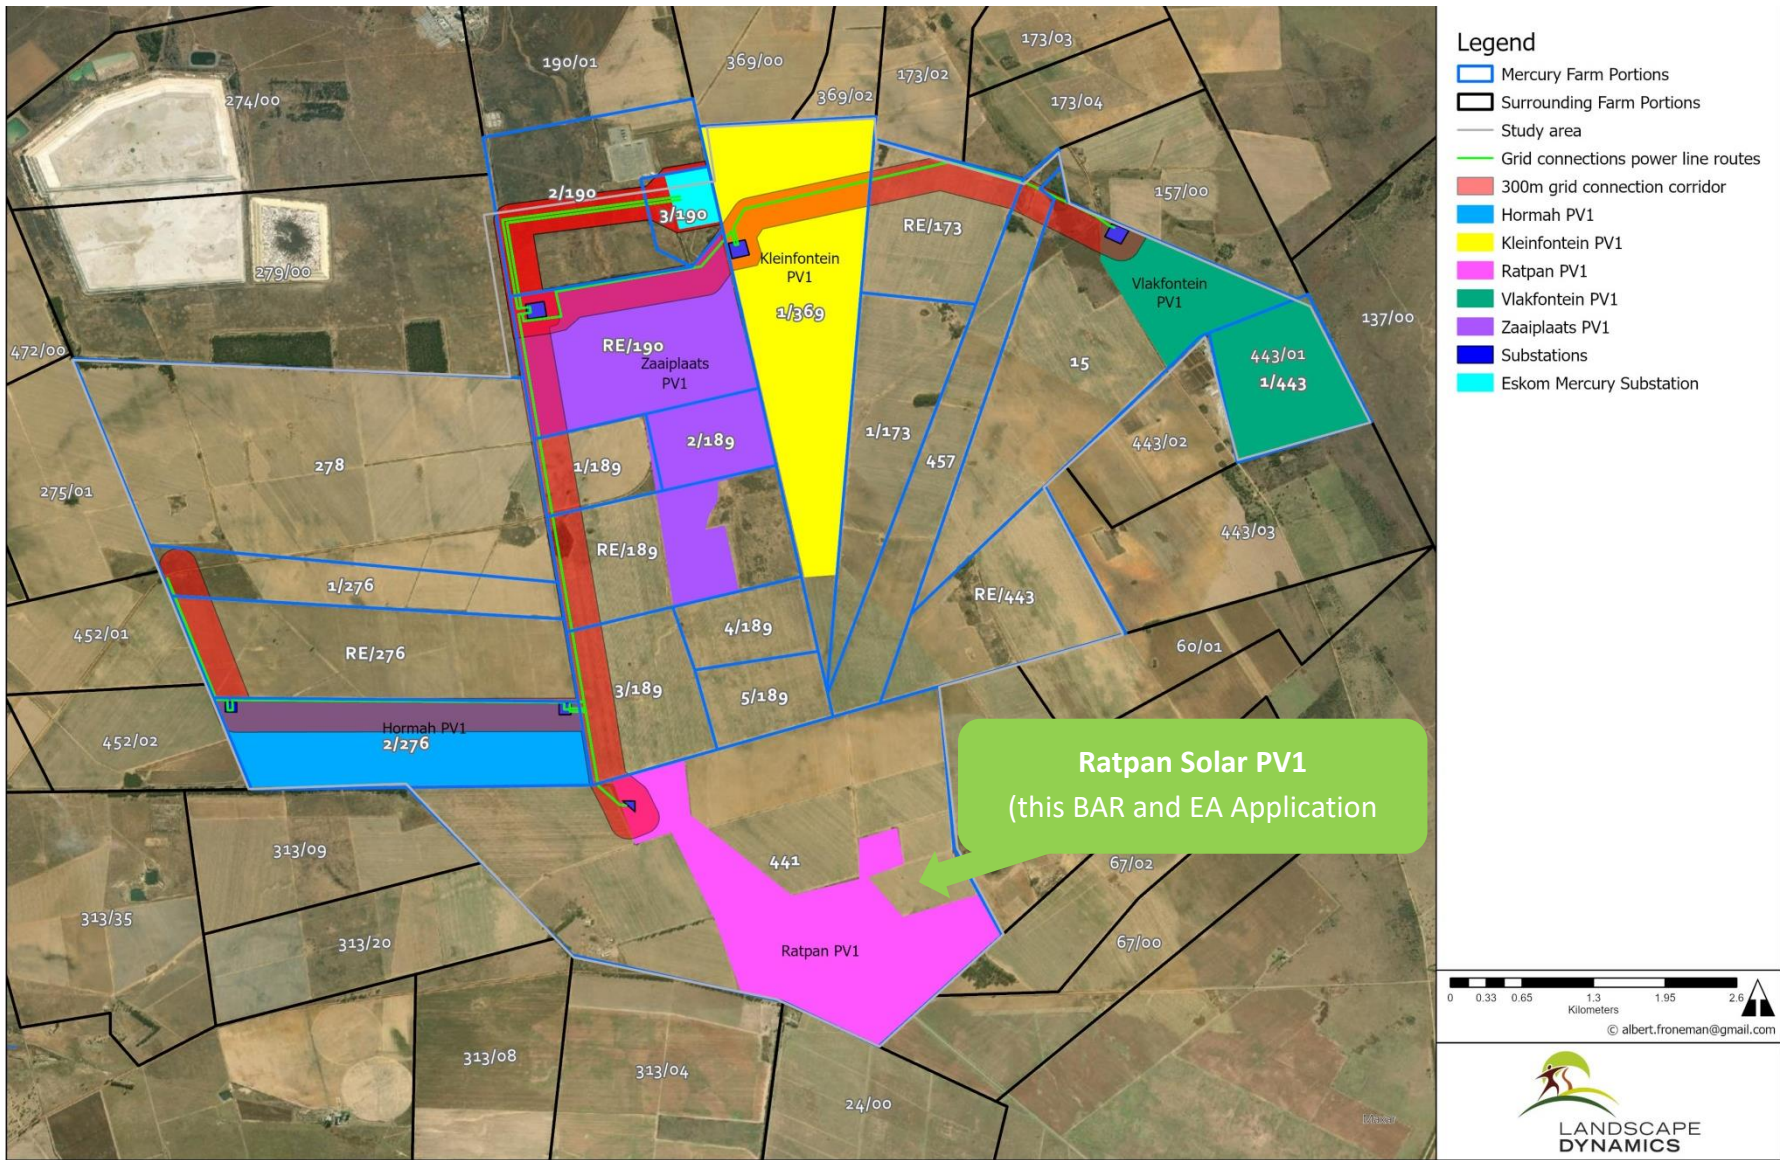 190/01
369/00
173/03
173/02
274/00
369/02
173/04
2/190
157/00
3/190
RE/173
279/00
Kleinfontein
PV1
Vlakfontein
PV1
1/369
137/00
472/00
RE/190
Zaaiplaats
PV1
15
443/01
1/443
2/189
1/173
457
443/02
278
1/189
275/01
443/03
RE/189
1/276
RE/443
452/01
4/189
RE/276
60/01
3/189
5/189
Hormah PV1
452/02
2/276
Ratpan Solar PV1
(this BAR and EA Application
313/09
441
67/02
313/35
313/20
Ratpan PV1
67/00
313/08
313/04
24/00
Legend
Mercury Farm Portions
Surrounding Farm Portions
Study area
Grid connections power line routes
300m grid connection corridor
Hormah PV1
Kleinfontein PV1
Ratpan PV1
Vlakfontein PV1
Zaaiplaats PV1
Substations
Eskom Mercury Substation
0 0.33 0.65 1.3 1.95 2.6
Kilometers
© albert.froneman@gmail.com
LANDSCAPE
DYNAMICS